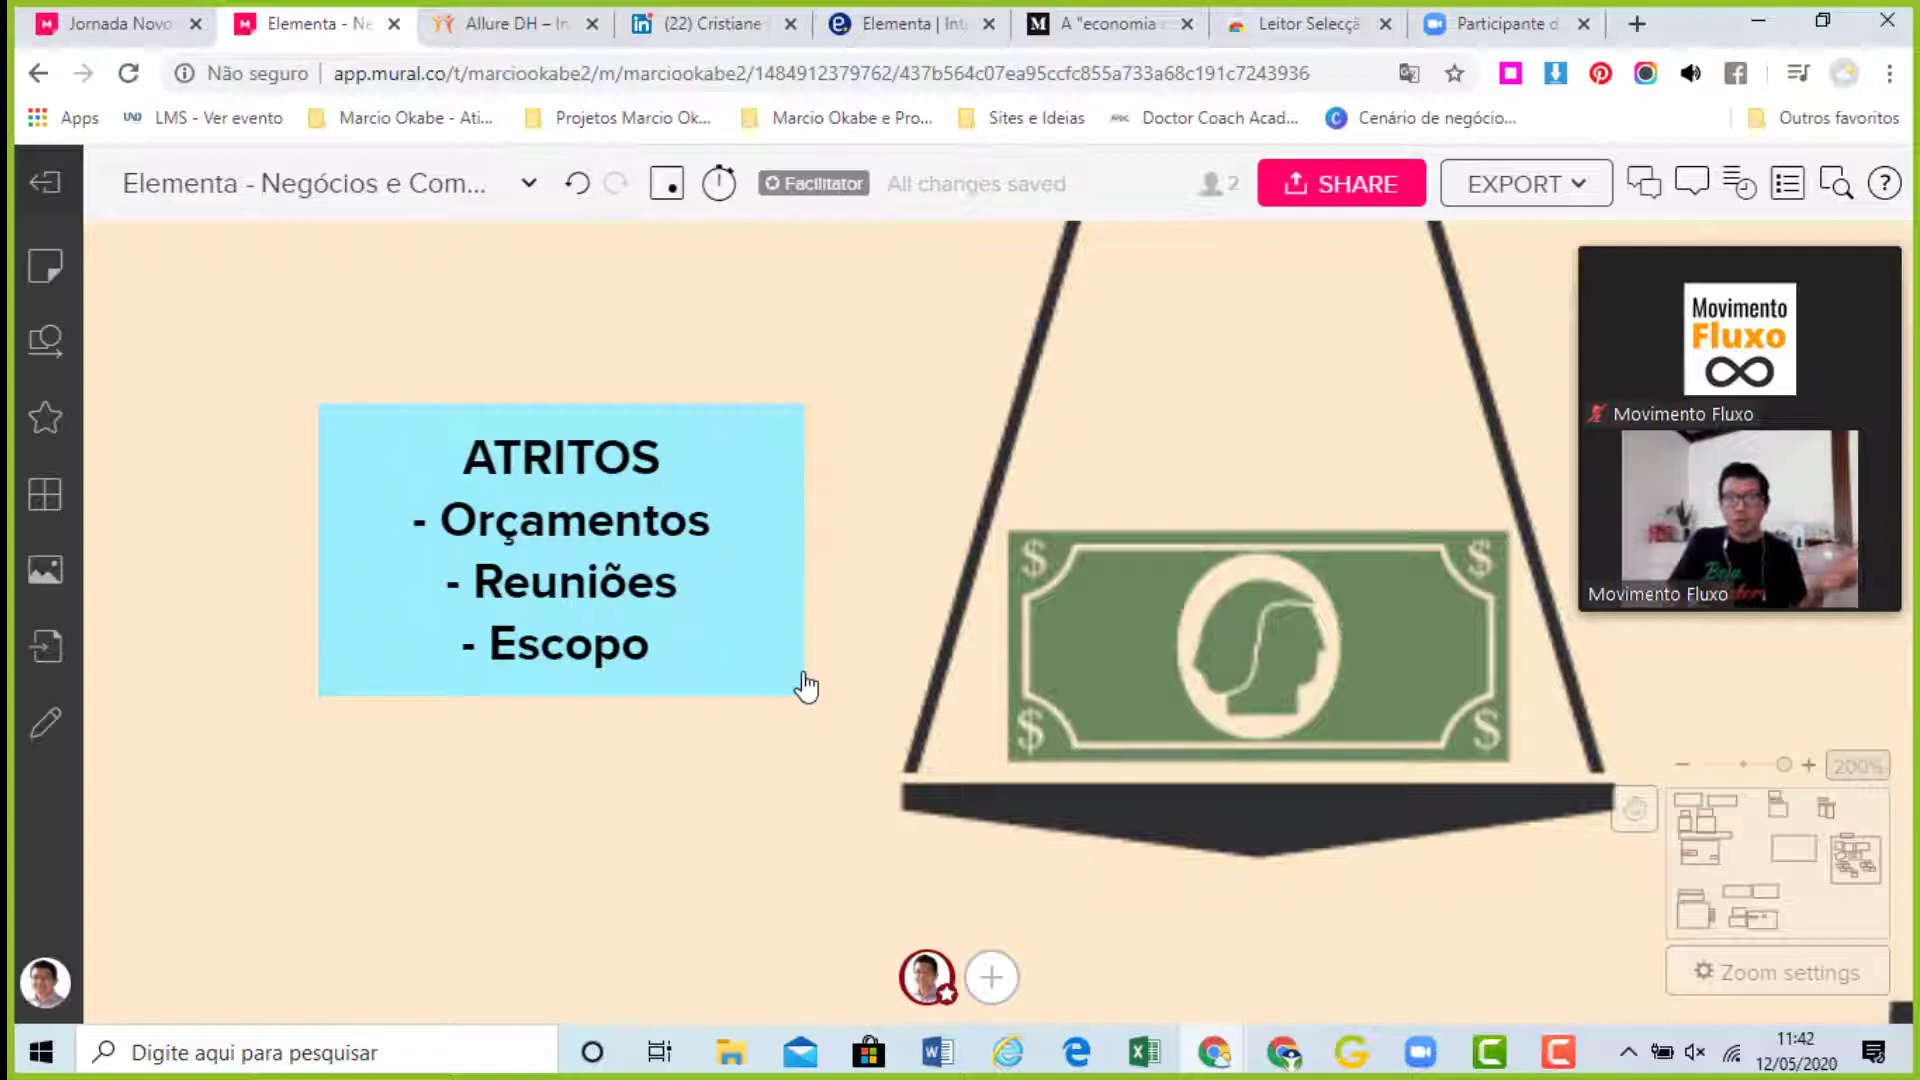 Jornada Novo
Elementa - Ne
Allure DH – In
(22) Cristiane
Elementa | Int
A "economia
Leitor Selecçã
Participante d
Não seguro
app.mural.co/t/marciookabe2/m/marciookabe2/1484912379762/437b564c07ea95ccfc855a733a68c191c7243936
Apps
LMS - Ver evento
Marcio Okabe - Ati...
Projetos Marcio Ok...
Marcio Okabe e Pro...
Sites e Ideias
Doctor Coach Acad...
Cenário de negócio...
Outros favoritos
Elementa - Negócios e Com...
Facilitator
All changes saved
2
SHARE
EXPORT
ATRITOS
- Orçamentos
- Reuniões
- Escopo
$ $
$ $
Movimento
Fluxo
Movimento Fluxo
Movimento Fluxo
200%
Zoom settings
Digite aqui para pesquisar
11:42
12/05/2020